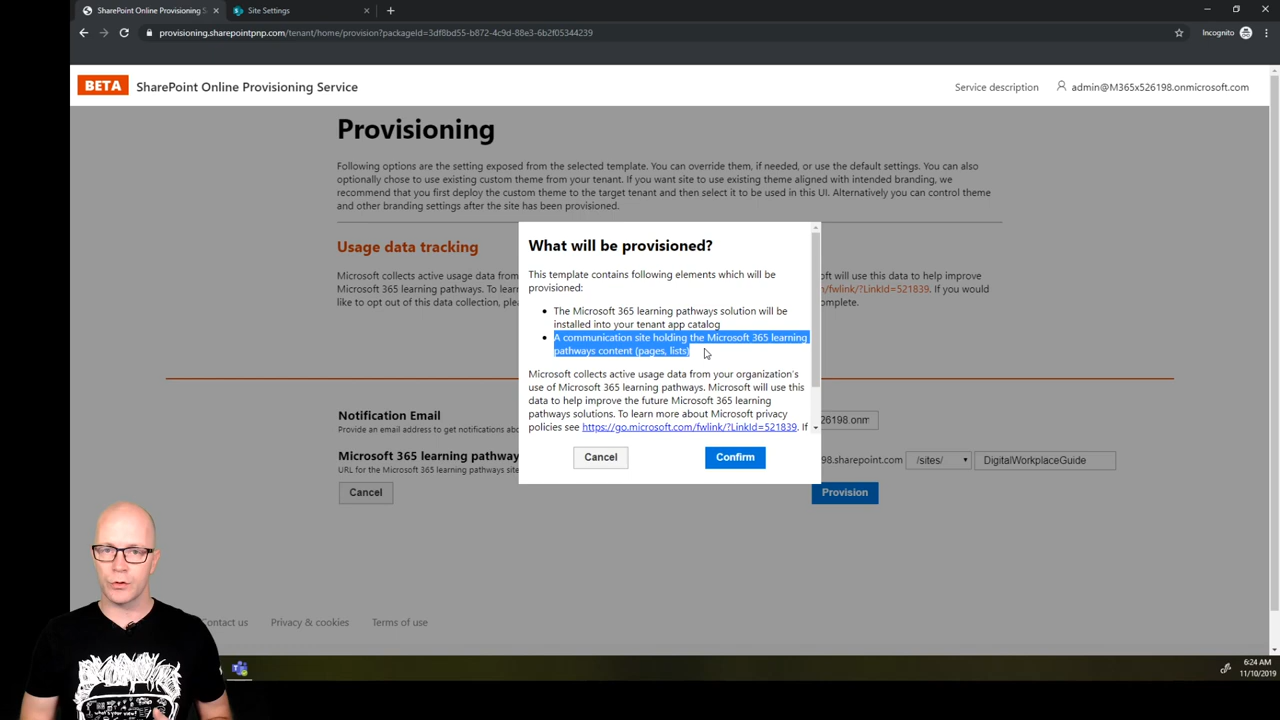 SharePoint Online Provisioning S
Site Settings
provisioning.sharepointpnp.com/tenant/home/provision?packageId=3df8bd55-b872-4c9d-88e3-6b2f05344239
Incognito
BETA SharePoint Online Provisioning Service
Service description
admin@M365x526198.onmicrosoft.com
Provisioning
Following options are the setting exposed from the selected template. You can override them, if needed, or use the default settings. You can also
optionally chose to use existing custom theme from your tenant. If you want site to use existing theme aligned with intended branding, we
recommend that you first deploy the custom theme to the target tenant and then select it to be used in this UI. Alternatively you can control theme
and other branding settings after the site has been provisioned.
Usage data tracking
Microsoft collects active usage data from
Microsoft 365 learning pathways. To lear
like to opt out of this data collection, plea
ft will use this data to help improve
/fwlink/?LinkId=521839. If you would
omplete.
What will be provisioned?
This template contains following elements which will be
provisioned:
• The Microsoft 365 learning pathways solution will be
installed into your tenant app catalog
• A communication site holding the Microsoft 365 learning
pathways content (pages, lists)
Microsoft collects active usage data from your organization's
use of Microsoft 365 learning pathways. Microsoft will use this
data to help improve the future Microsoft 365 learning
pathways solutions. To learn more about Microsoft privacy
policies see https://go.microsoft.com/fwlink/?LinkId=521839. If
Cancel
Confirm
Notification Email
Provide an email address to get notifications abo
26198.onm
Microsoft 365 learning pathway
URL for the Microsoft 365 learning pathways site
98.sharepoint.com
/sites/
DigitalWorkplaceGuide
Cancel
Provision
Contact us
Privacy & cookies
Terms of use
6:24 AM
11/10/2019